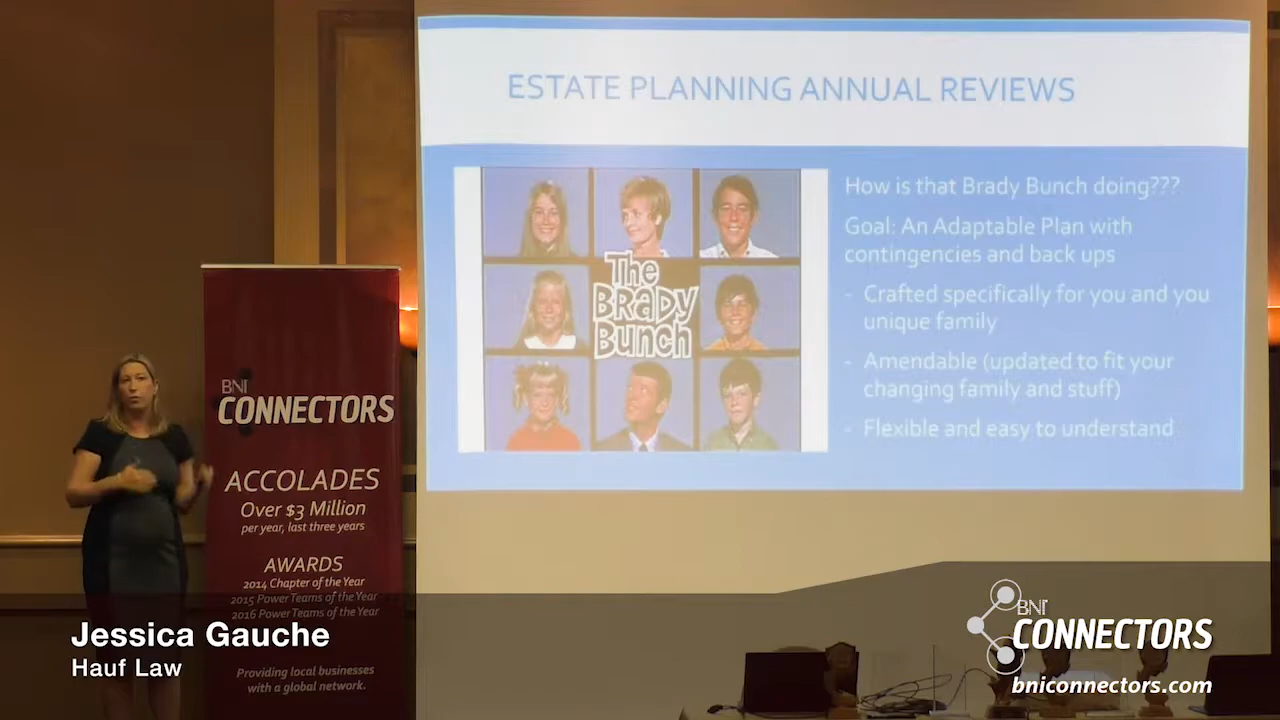 ESTATE PLANNING ANNUAL REVIEWS
The
BRADY
BUNCH
How is that Brady Bunch doing???
Goal: An Adaptable Plan with
contingencies and back ups
- Crafted specifically for you and you
unique family
- Amendable (updated to fit your
changing family and stuff)
- Flexible and easy to understand
BNI
CONNECTORS
ACCOLADES
Over $3 Million
per year, last three years
AWARDS
2014 Chapter of the Year
2015 Power Teams of the Year
2016 Power Teams of the Year
Providing local businesses
with a global network.
Jessica Gauche
Hauf Law
BNI
CONNECTORS
bniconnectors.com